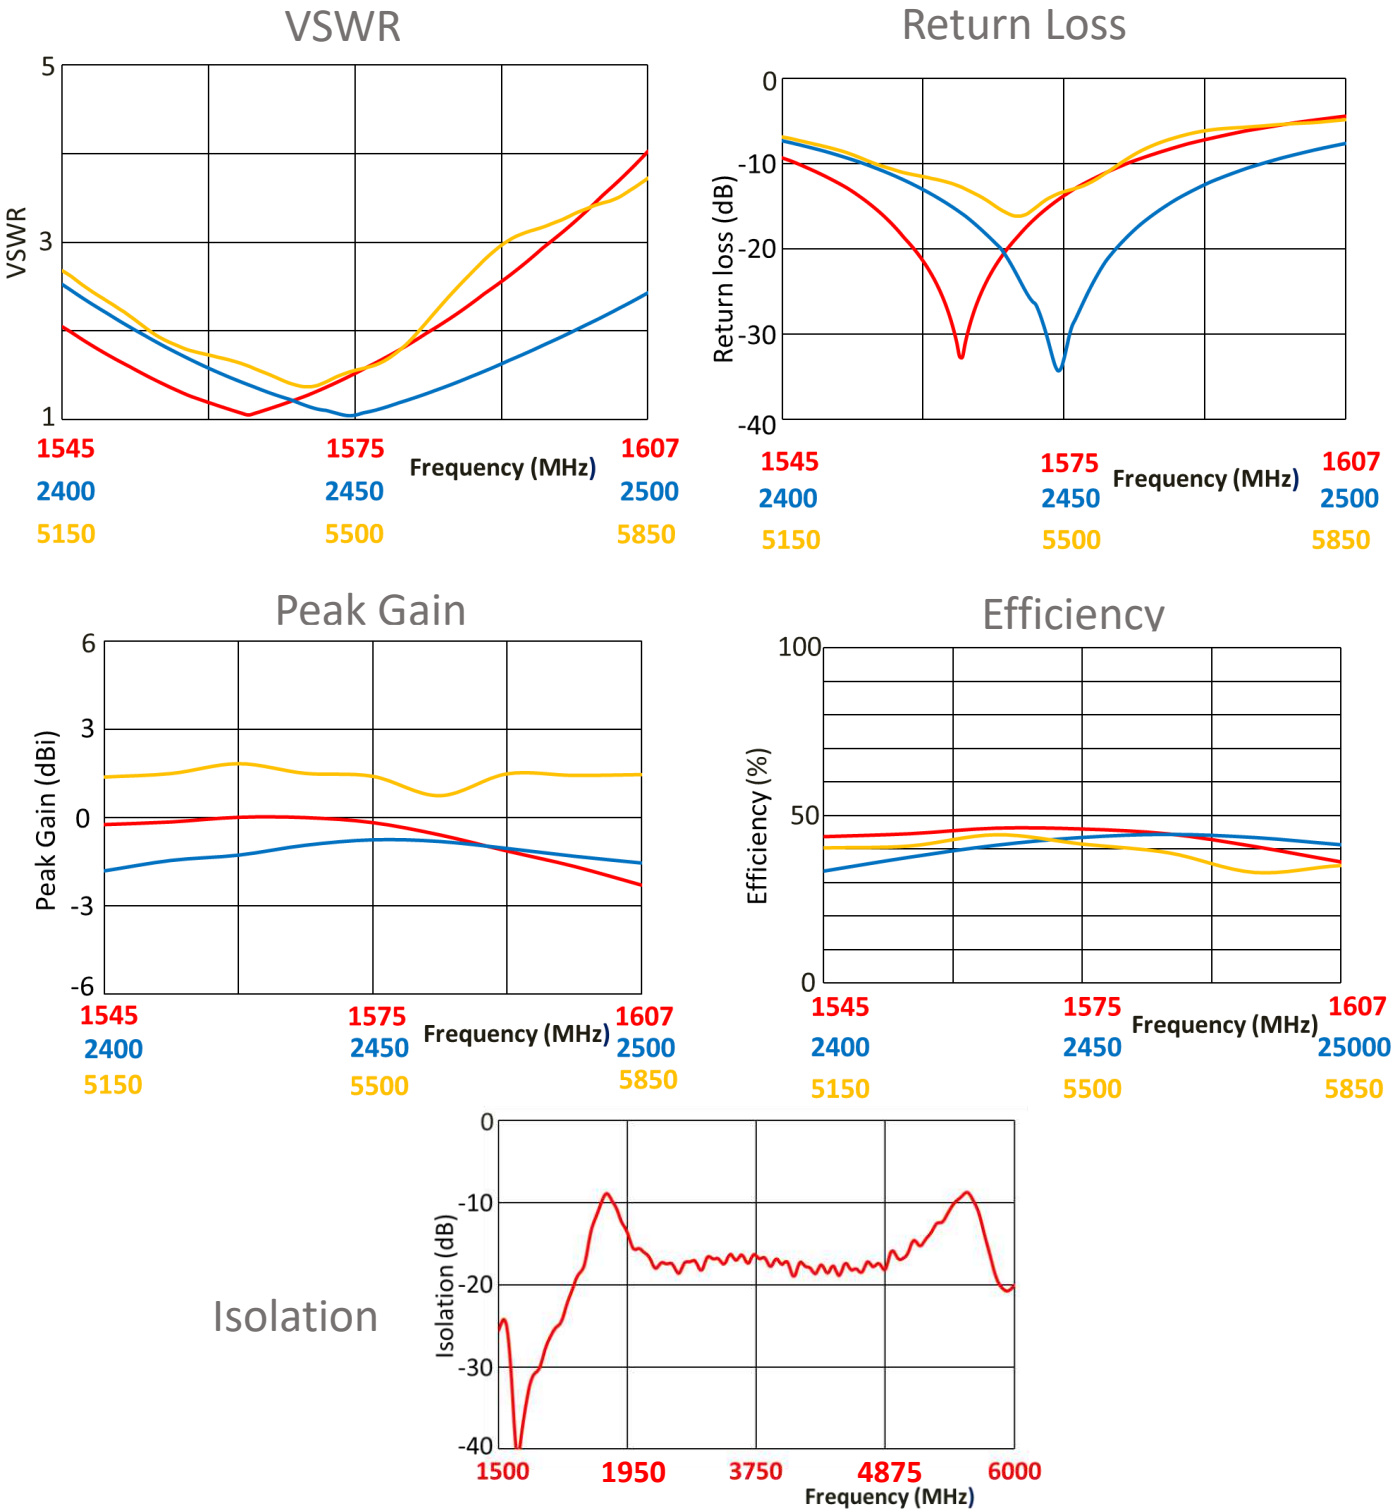 VSWR
5
3
1
VSWR
1545 1575 1607
Frequency (MHz)
2400 2450 2500
5150 5500 5850
Return Loss
0
-10
-20
-30
-40
Return loss (dB)
1545 1575 1607
Frequency (MHz)
2400 2450 2500
5150 5500 5850
Peak Gain
6
3
0
-3
-6
Peak Gain (dBi)
1545 1575 1607
Frequency (MHz)
2400 2450 2500
5150 5500 5850
Efficiency
100
50
0
Efficiency (%)
1545 1575 1607
Frequency (MHz)
2400 2450 25000
5150 5500 5850
Isolation
0
-10
-20
-30
-40
Isolation (dB)
1500 1950 3750 4875 6000
Frequency (MHz)